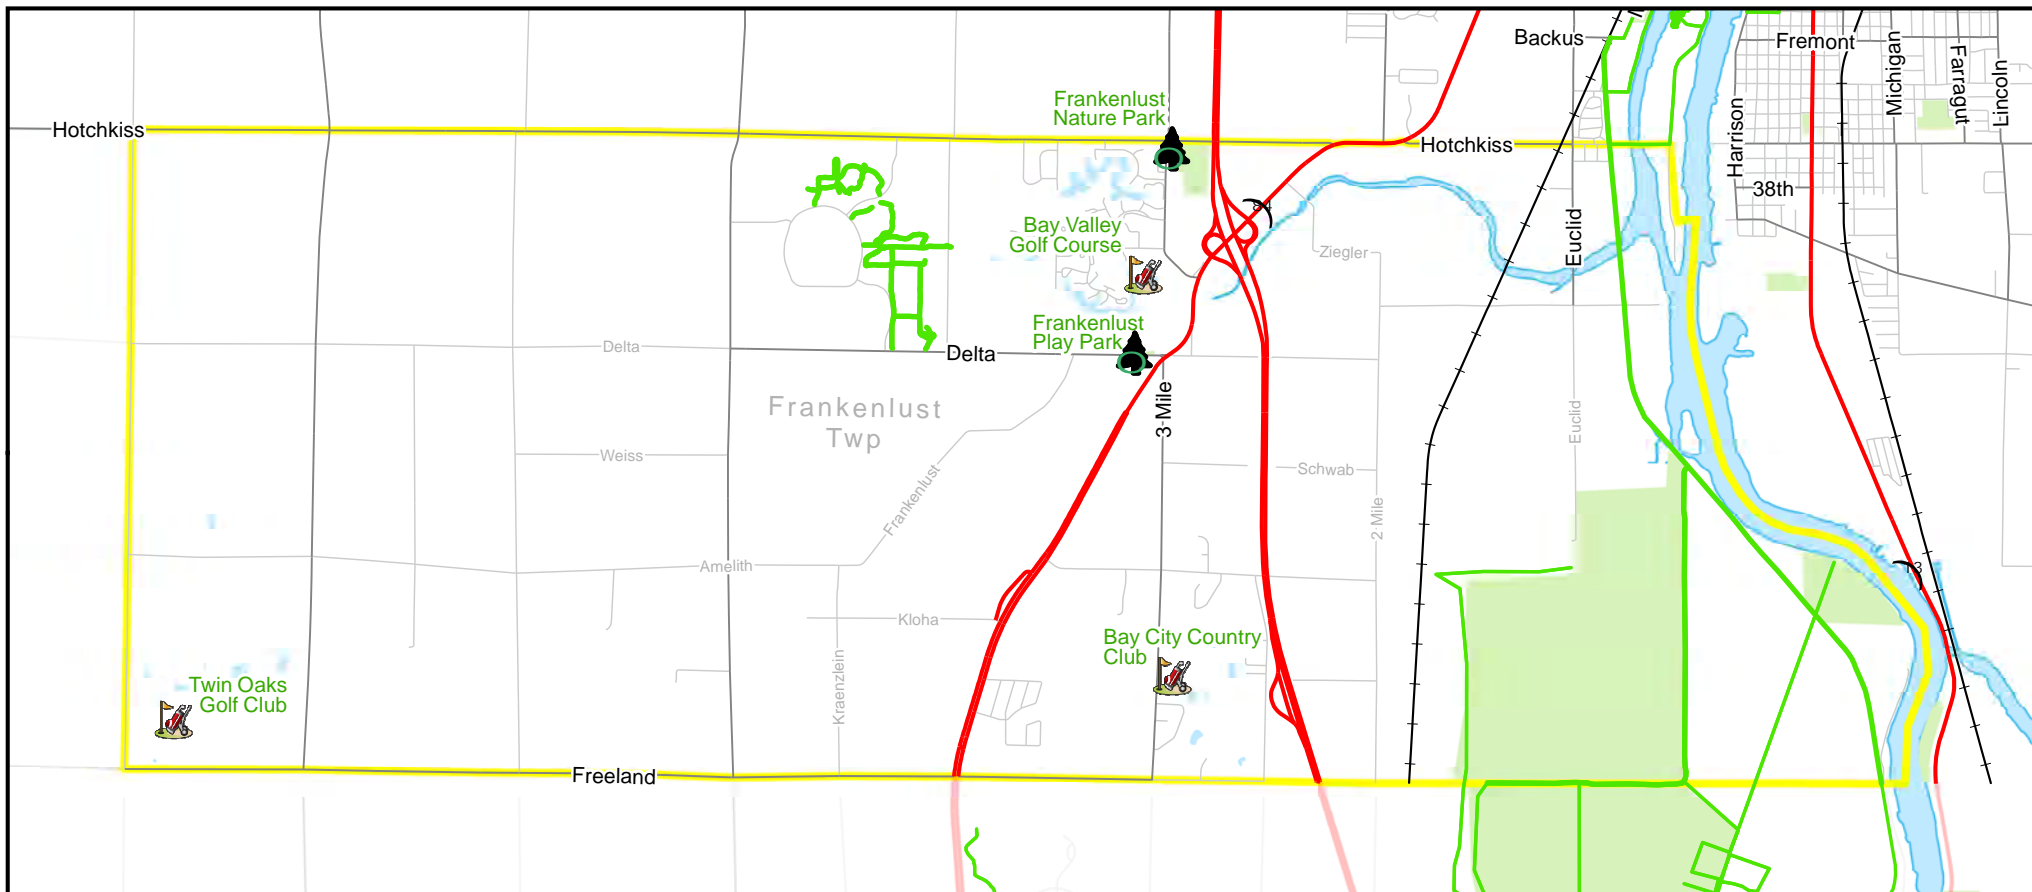 Backus
Fremont
Michigan
Farragut
Lincoln
Harrison
Frankenlust
Nature Park
Hotchkiss
Hotchkiss
38th
84
Bay Valley
Golf Course
Ziegler
Euclid
Frankenlust
Play Park
Delta
Delta
3-Mile
Frankenlust
Twp
Euclid
Weiss
Schwab
Frankenlust
2 Mile
Amelith
13
Kloha
Bay City Country
Club
Kraenzlein
Twin Oaks
Golf Club
Freeland